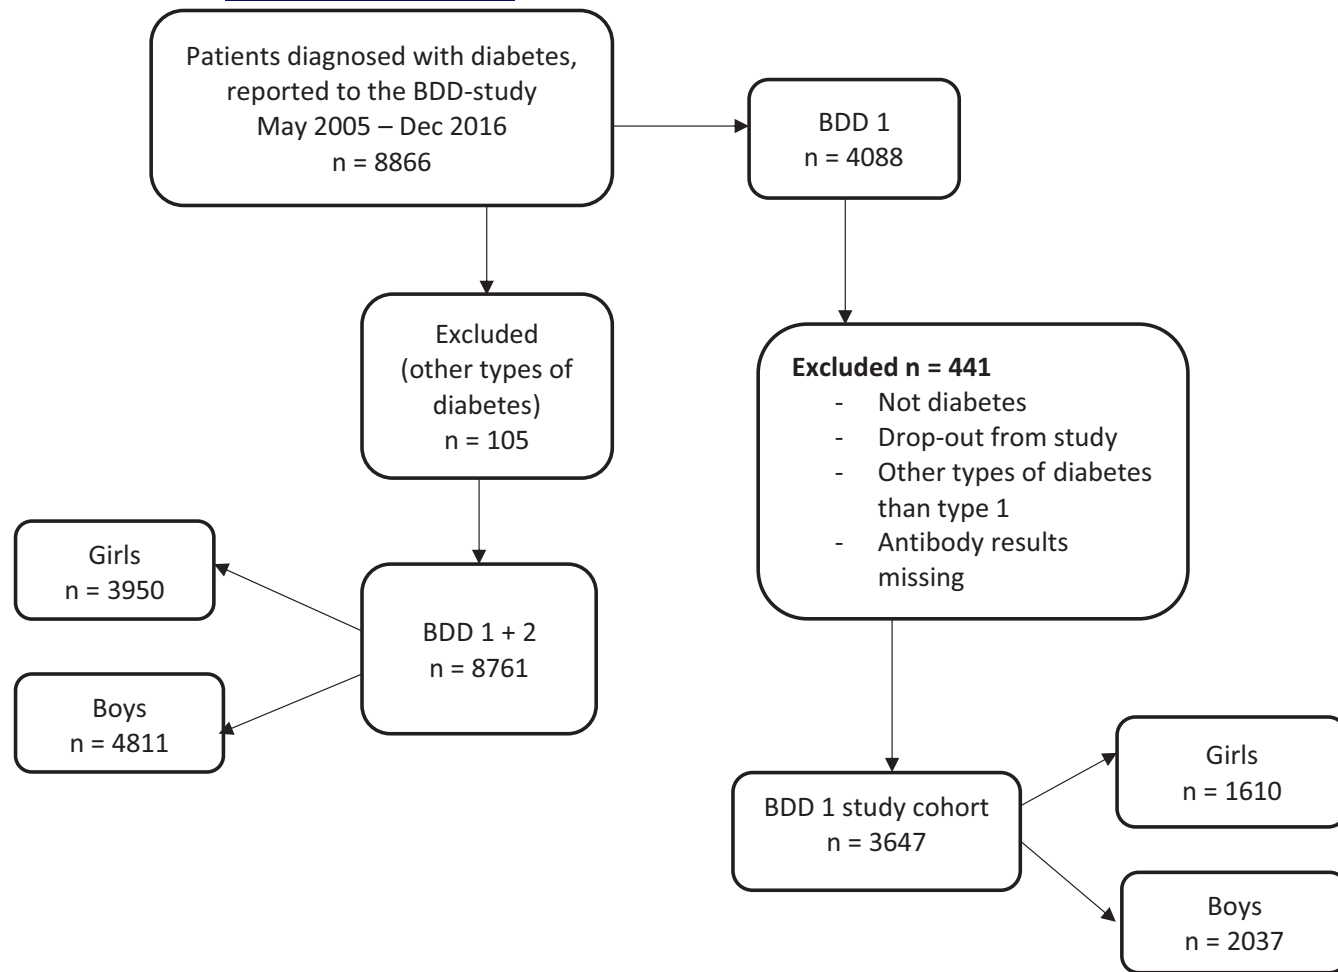 Patients diagnosed with diabetes,
reported to the BDD-study
May 2005 – Dec 2016
n = 8866
BDD 1
n = 4088
Excluded
(other types of
diabetes)
n = 105
Excluded n = 441
- Not diabetes
- Drop-out from study
- Other types of diabetes
than type 1
- Antibody results
missing
Girls
n = 3950
BDD 1 + 2
n = 8761
Boys
n = 4811
BDD 1 study cohort
n = 3647
Girls
n = 1610
Boys
n = 2037